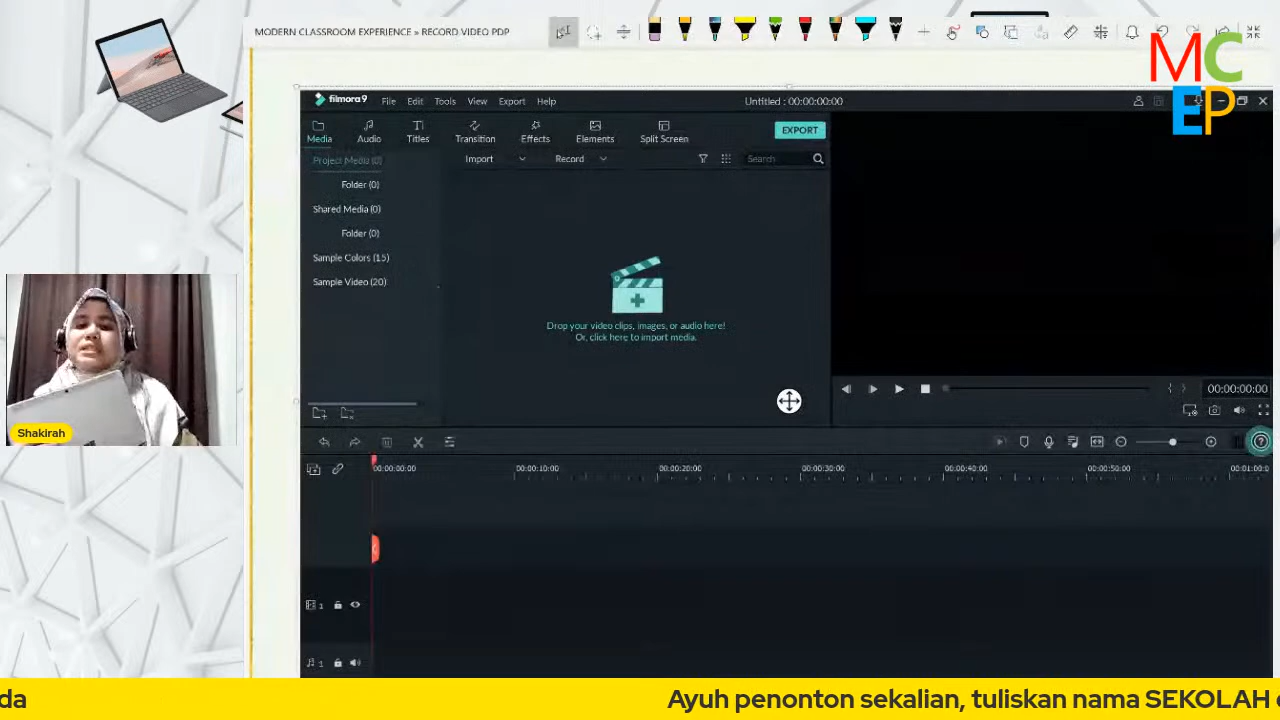 MODERN CLASSROOM EXPERIENCE » RECORD VIDEO PDP
MCEP
filmora9 File Edit Tools View Export Help Untitled : 00:00:00:00
Media Audio Titles Transition Effects Elements Split Screen EXPORT
Project Media (0) Import Record Search
Folder (0)
Shared Media (0)
Folder (0)
Sample Colors (15)
Sample Video (20)
Drop your video clips, images, or audio here!
Or, click here to import media.
00:00:00:00
Shakirah
00:00:00:00 00:00:10:00 00:00:20:00 00:00:30:00 00:00:40:00 00:00:50:00 00:01:00:0
1
1
da Ayuh penonton sekalian, tuliskan nama SEKOLAH